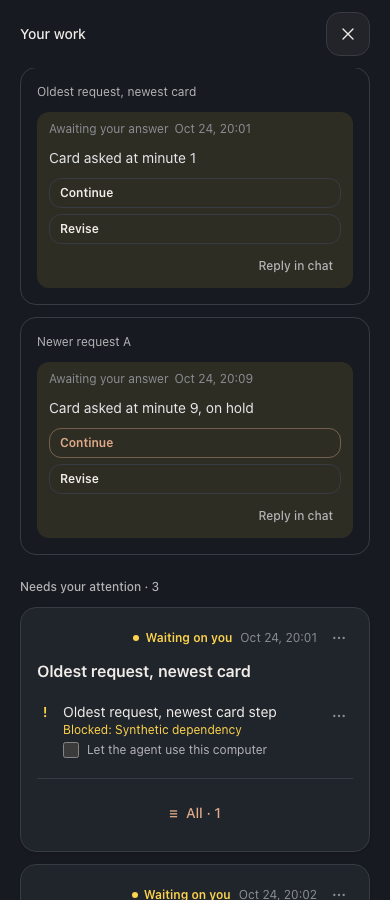 Your work
Oldest request, newest card
Awaiting your answer Oct 24, 20:01
Card asked at minute 1
Continue
Revise
Reply in chat
Newer request A
Awaiting your answer Oct 24, 20:09
Card asked at minute 9, on hold
Continue
Revise
Reply in chat
Needs your attention · 3
Waiting on you Oct 24, 20:01
Oldest request, newest card
! Oldest request, newest card step
Blocked: Synthetic dependency
Let the agent use this computer
All · 1
Waiting on you Oct 24, 20:02